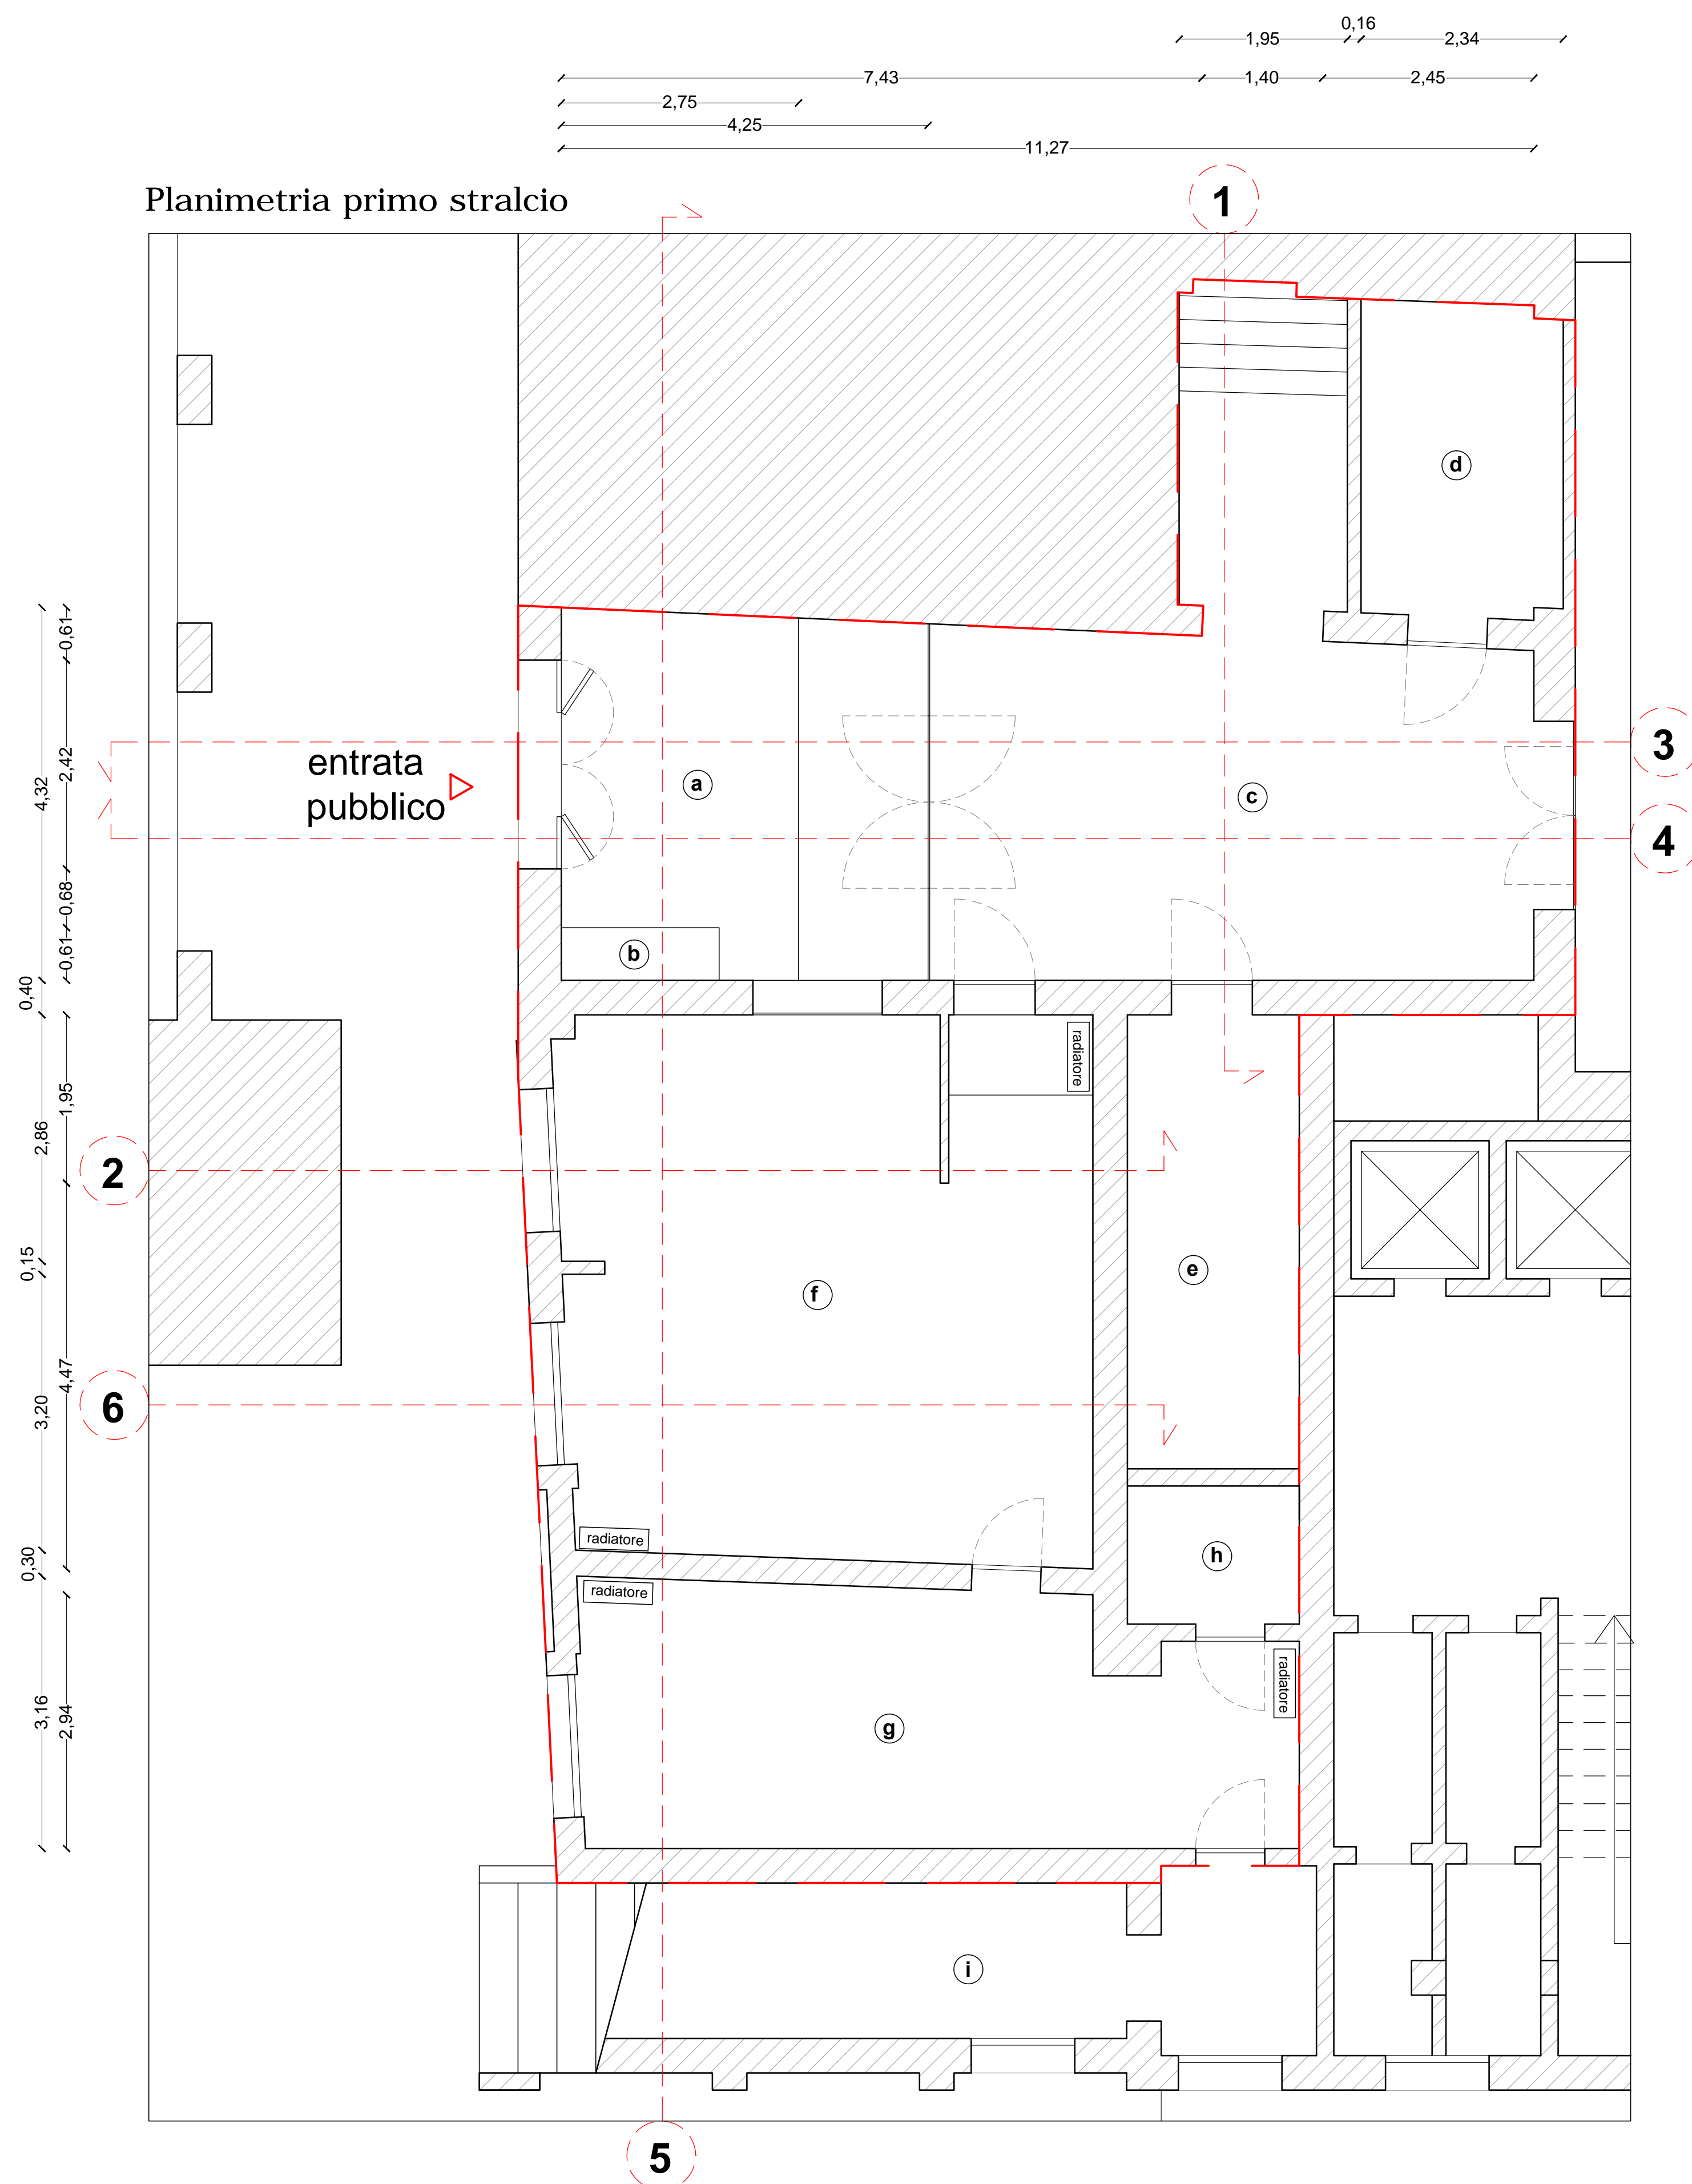 0,16
1,95
2,34
7,43
1,40
2,45
2,75
4,25
11,27
Planimetria primo stralcio
1
d
0,61
2,42
4,32
0,68
0,61
0,40
entrata
pubblico
a
c
3
4
b
radiatore
1,95
2,86
2
0,15
e
f
4,47
3,20
6
0,30
radiatore
radiatore
h
radiatore
3,16
2,94
g
i
5